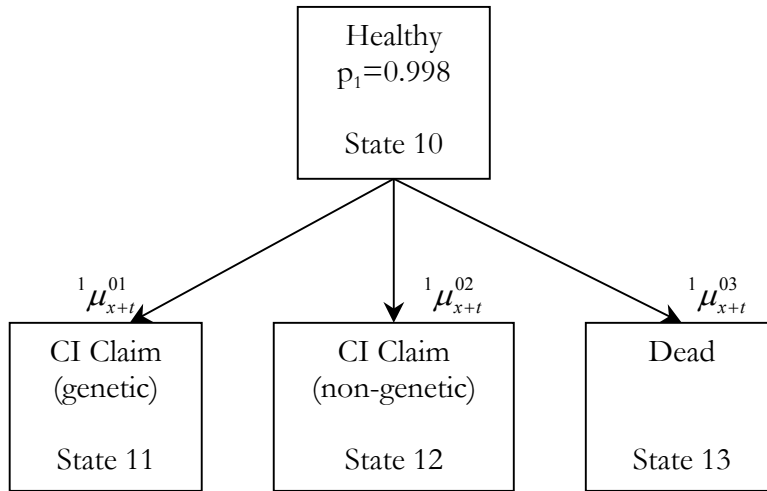 Healthy
p₁=0.998
State 10
¹μ⁰¹ₓ₊ₜ
¹μ⁰²ₓ₊ₜ
¹μ⁰³ₓ₊ₜ
CI Claim
(genetic)
State 11
CI Claim
(non-genetic)
State 12
Dead
State 13